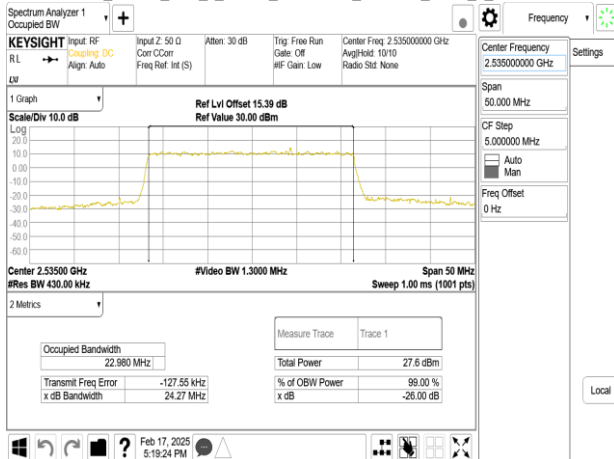 Spectrum Analyzer 1
Occupied BW
+
Frequency
KEYSIGHT
RL
LXI
Input: RF
Coupling: DC
Align: Auto
Input Z: 50 Ω
Corr CCorr
Freq Ref: Int (S)
Atten: 30 dB
Trig: Free Run
Gate: Off
#IF Gain: Low
Center Freq: 2.535000000 GHz
Avg|Hold: 10/10
Radio Std: None
Center Frequency
2.535000000 GHz
Settings
Span
50.000 MHz
CF Step
5.000000 MHz
Auto
Man
Freq Offset
0 Hz
Local
1 Graph
Scale/Div 10.0 dB
Ref Lvl Offset 15.39 dB
Ref Value 30.00 dBm
Log
20.0
10.0
0.00
-10.0
-20.0
-30.0
-40.0
-50.0
-60.0
Center 2.53500 GHz
#Video BW 1.3000 MHz
Span 50 MHz
#Res BW 430.00 kHz
Sweep 1.00 ms (1001 pts)
2 Metrics
Measure Trace
Trace 1
Occupied Bandwidth
22.980 MHz
Total Power
27.6 dBm
Transmit Freq Error
-127.55 kHz
% of OBW Power
99.00 %
x dB Bandwidth
24.27 MHz
x dB
-26.00 dB
?
Feb 17, 2025
5:19:24 PM